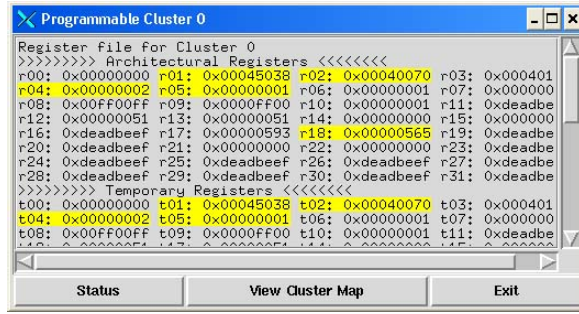 Programmable Cluster 0
Register file for Cluster 0
>>>>>>>>> Architectural Registers <<<<<<<<
r00: 0x00000000 r01: 0x00045038 r02: 0x00040070 r03: 0x000401
r04: 0x00000002 r05: 0x00000001 r06: 0x00000001 r07: 0x000000
r08: 0x00ff00ff r09: 0x0000ff00 r10: 0x00000001 r11: 0xdeadbe
r12: 0x00000051 r13: 0x00000051 r14: 0x00000000 r15: 0x000000
r16: 0xdeadbeef r17: 0x00000593 r18: 0x00000565 r19: 0xdeadbe
r20: 0xdeadbeef r21: 0x00000000 r22: 0x00000000 r23: 0xdeadbe
r24: 0xdeadbeef r25: 0xdeadbeef r26: 0xdeadbeef r27: 0xdeadbe
r28: 0xdeadbeef r29: 0xdeadbeef r30: 0xdeadbeef r31: 0xdeadbe
>>>>>>>>> Temporary Registers <<<<<<<<
t00: 0x00000000 t01: 0x00045038 t02: 0x00040070 t03: 0x000401
t04: 0x00000002 t05: 0x00000001 t06: 0x00000001 t07: 0x000000
t08: 0x00ff00ff t09: 0x0000ff00 t10: 0x00000001 t11: 0xdeadbe
Status View Cluster Map Exit